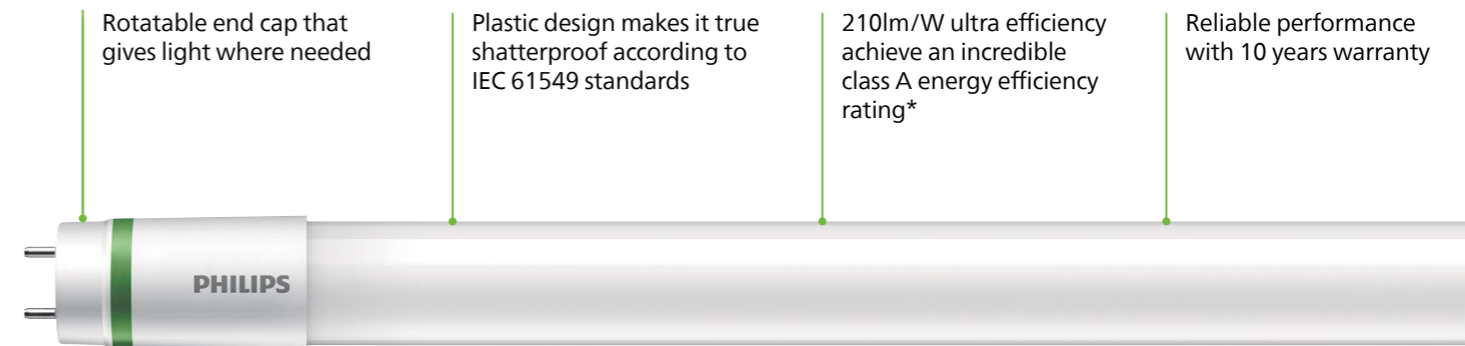 Rotatable end cap that
gives light where needed
Plastic design makes it true
shatterproof according to
IEC 61549 standards
210lm/W ultra efficiency
achieve an incredible
class A energy efficiency
rating*
Reliable performance
with 10 years warranty
PHILIPS